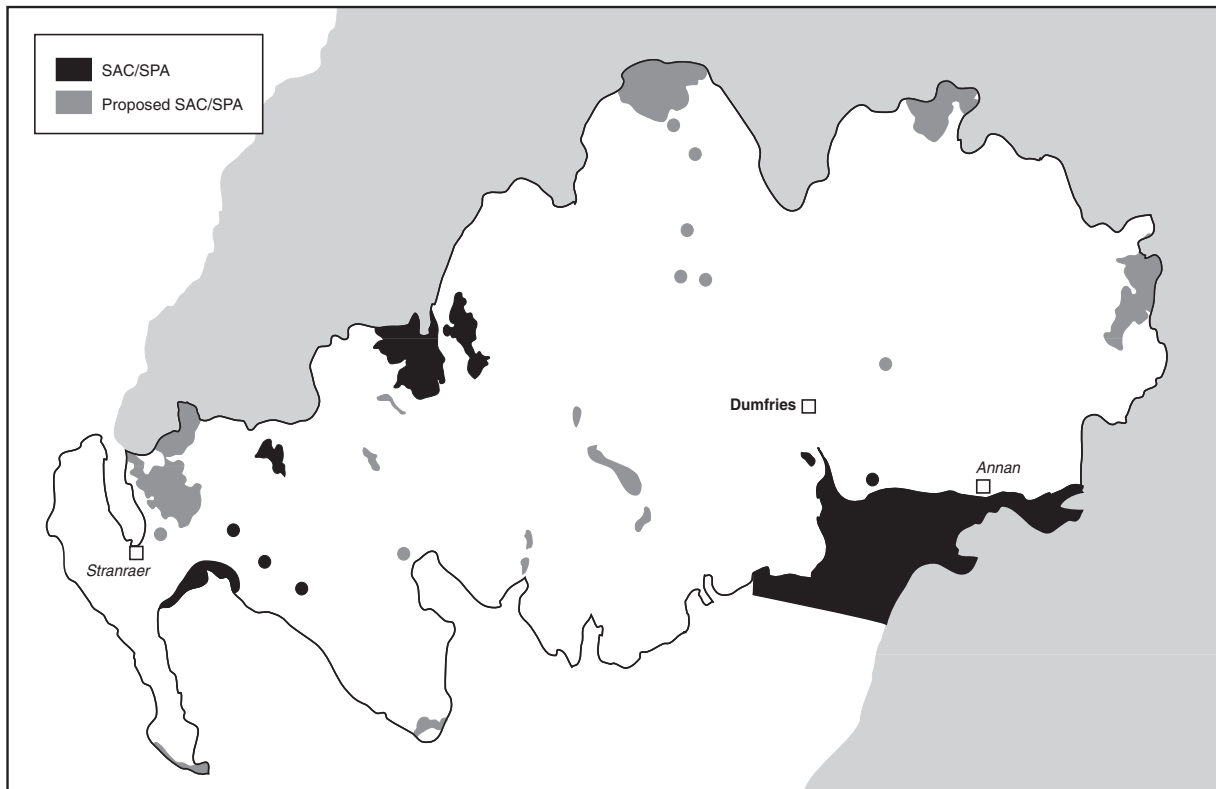 SAC/SPA
Proposed SAC/SPA
Dumfries
Annan
Stranraer